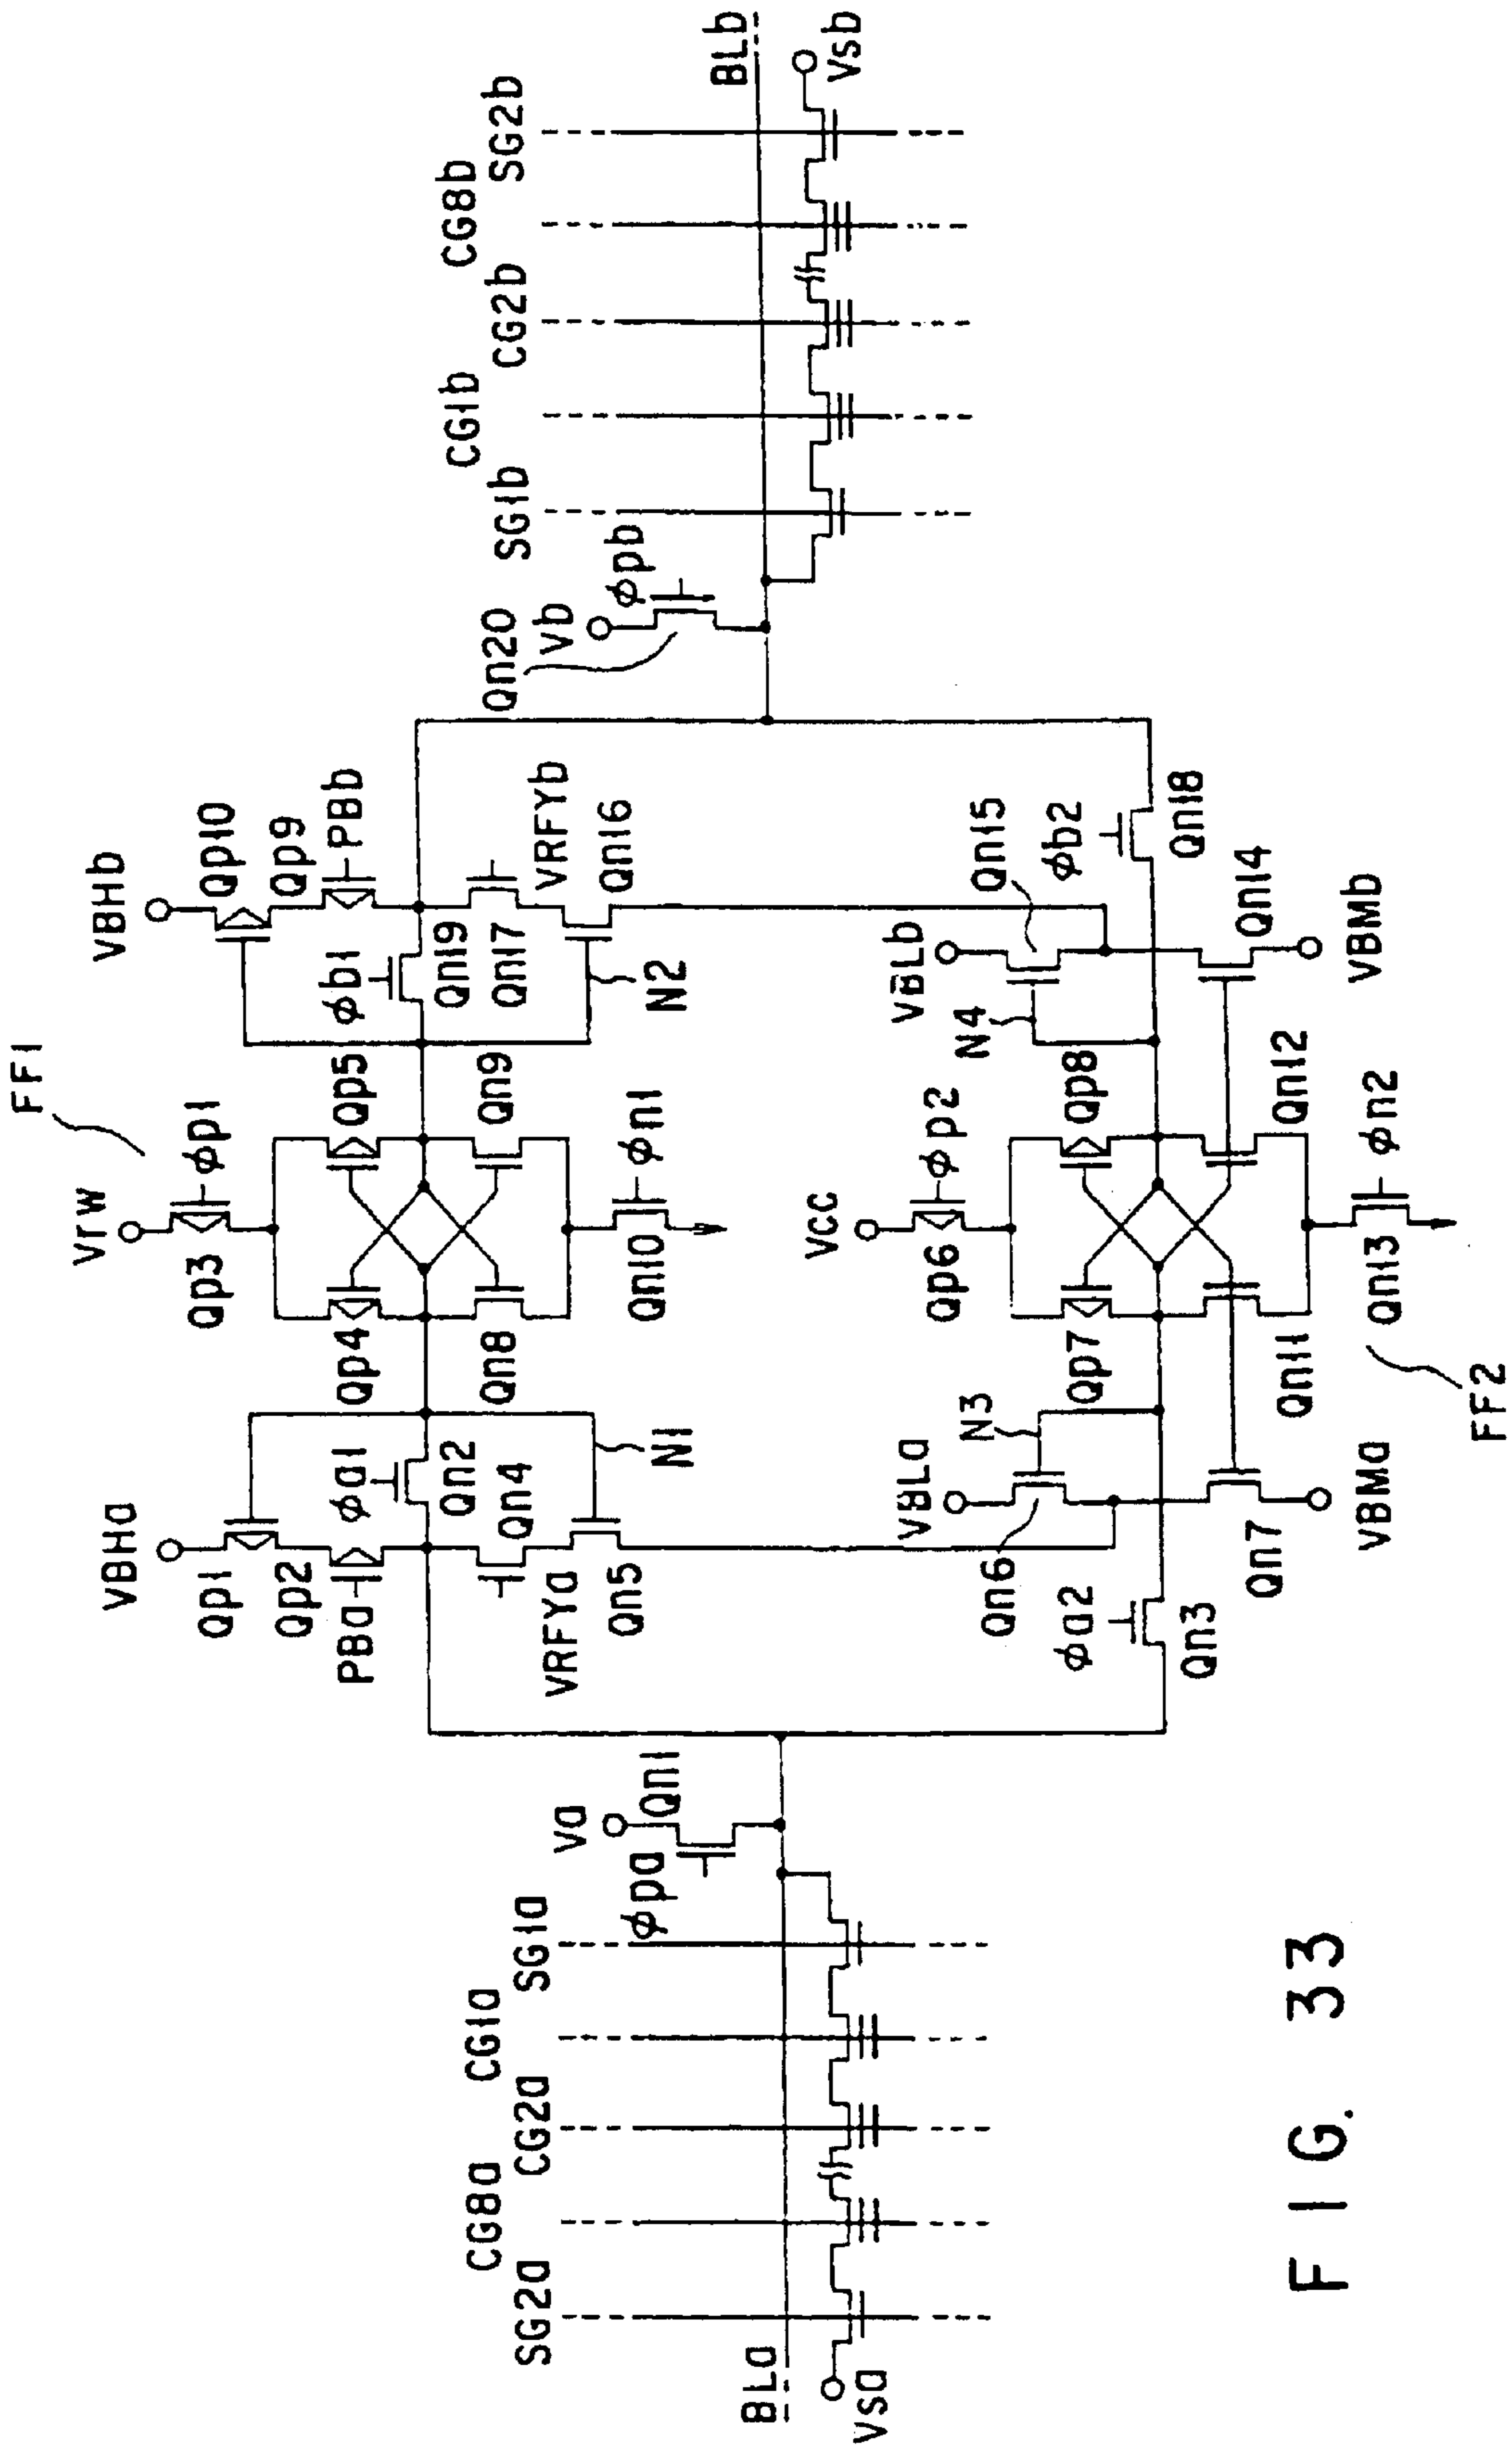 FF1
Vrw
φp1
Qp3
VBHa
Qp1
Qp2
PBa
φa1
Qn2
Qn4
VRFYa
Qn5
N1
Qp4
Qp5
Qn8
Qn9
Qn10
φn1
VBHb
Qp10
Qp9
PBb
φb1
Qn19
Qn17
VRFYb
Qn16
N2
Va
Qn1
φpa
SG2a
CG8a
CG2a
CG1a
SG1a
BLa
Vsa
Qn20
Vb
φpb
SG1b
CG1b
CG2b
CG8b
SG2b
BLb
Vsb
VBLa
N3
Qn6
φa2
Qn3
Qn7
VBMa
Vcc
φp2
Qp6
Qp7
Qp8
Qn11
Qn12
Qn13
φn2
FF2
VBLb
N4
Qn15
φb2
Qn18
Qn14
VBMb
FIG. 33